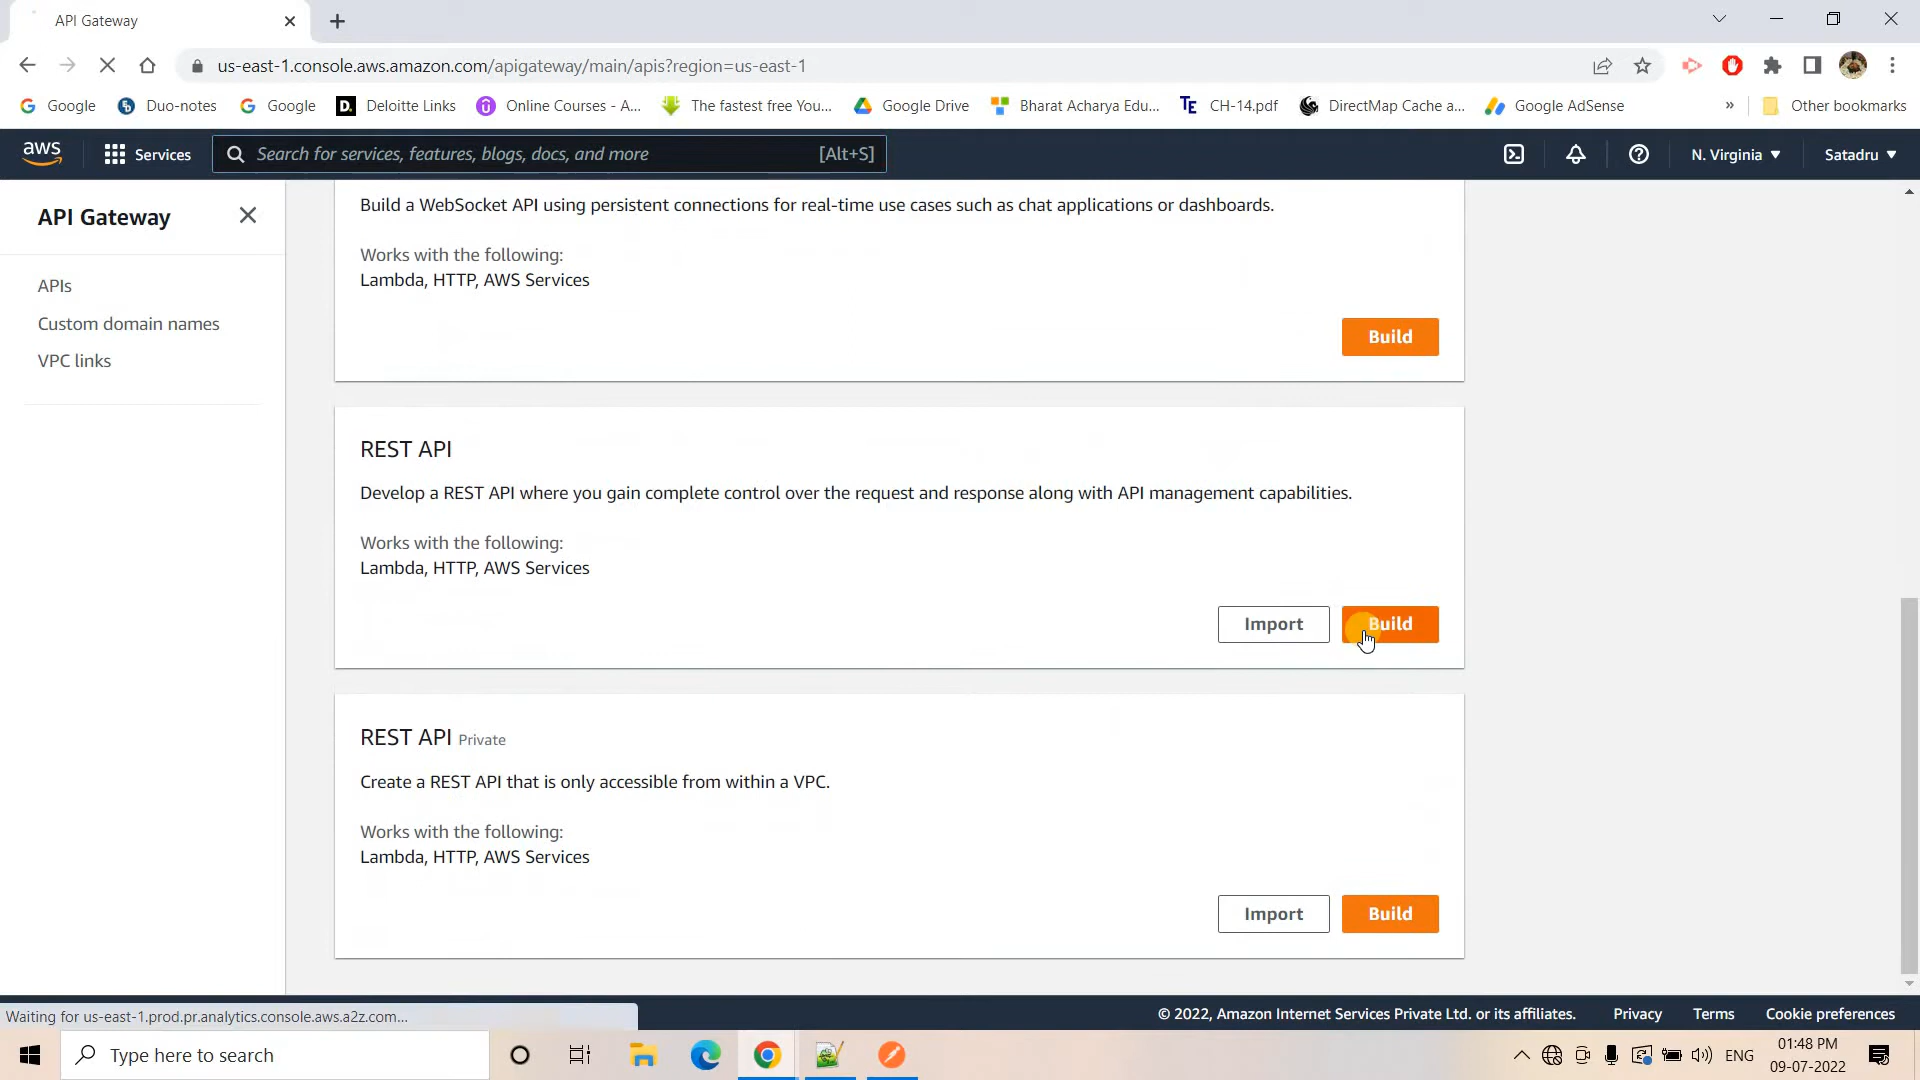 API Gateway
us-east-1.console.aws.amazon.com/apigateway/main/apis?region=us-east-1
Google
Duo-notes
Google
D.
Deloitte Links
Online Courses - A...
The fastest free You...
Google Drive
Bharat Acharya Edu...
TE
CH-14.pdf
DirectMap Cache a...
Google AdSense
»
Other bookmarks
aws
Services
Search for services, features, blogs, docs, and more
[Alt+S]
N. Virginia
Satadru
API Gateway
APIs
Custom domain names
VPC links
Build a WebSocket API using persistent connections for real-time use cases such as chat applications or dashboards.
Works with the following:
Lambda, HTTP, AWS Services
Build
REST API
Develop a REST API where you gain complete control over the request and response along with API management capabilities.
Works with the following:
Lambda, HTTP, AWS Services
Import
Build
REST API Private
Create a REST API that is only accessible from within a VPC.
Works with the following:
Lambda, HTTP, AWS Services
Import
Build
Waiting for us-east-1.prod.pr.analytics.console.aws.a2z.com...
© 2022, Amazon Internet Services Private Ltd. or its affiliates.
Privacy
Terms
Cookie preferences
Type here to search
ENG
01:48 PM
09-07-2022